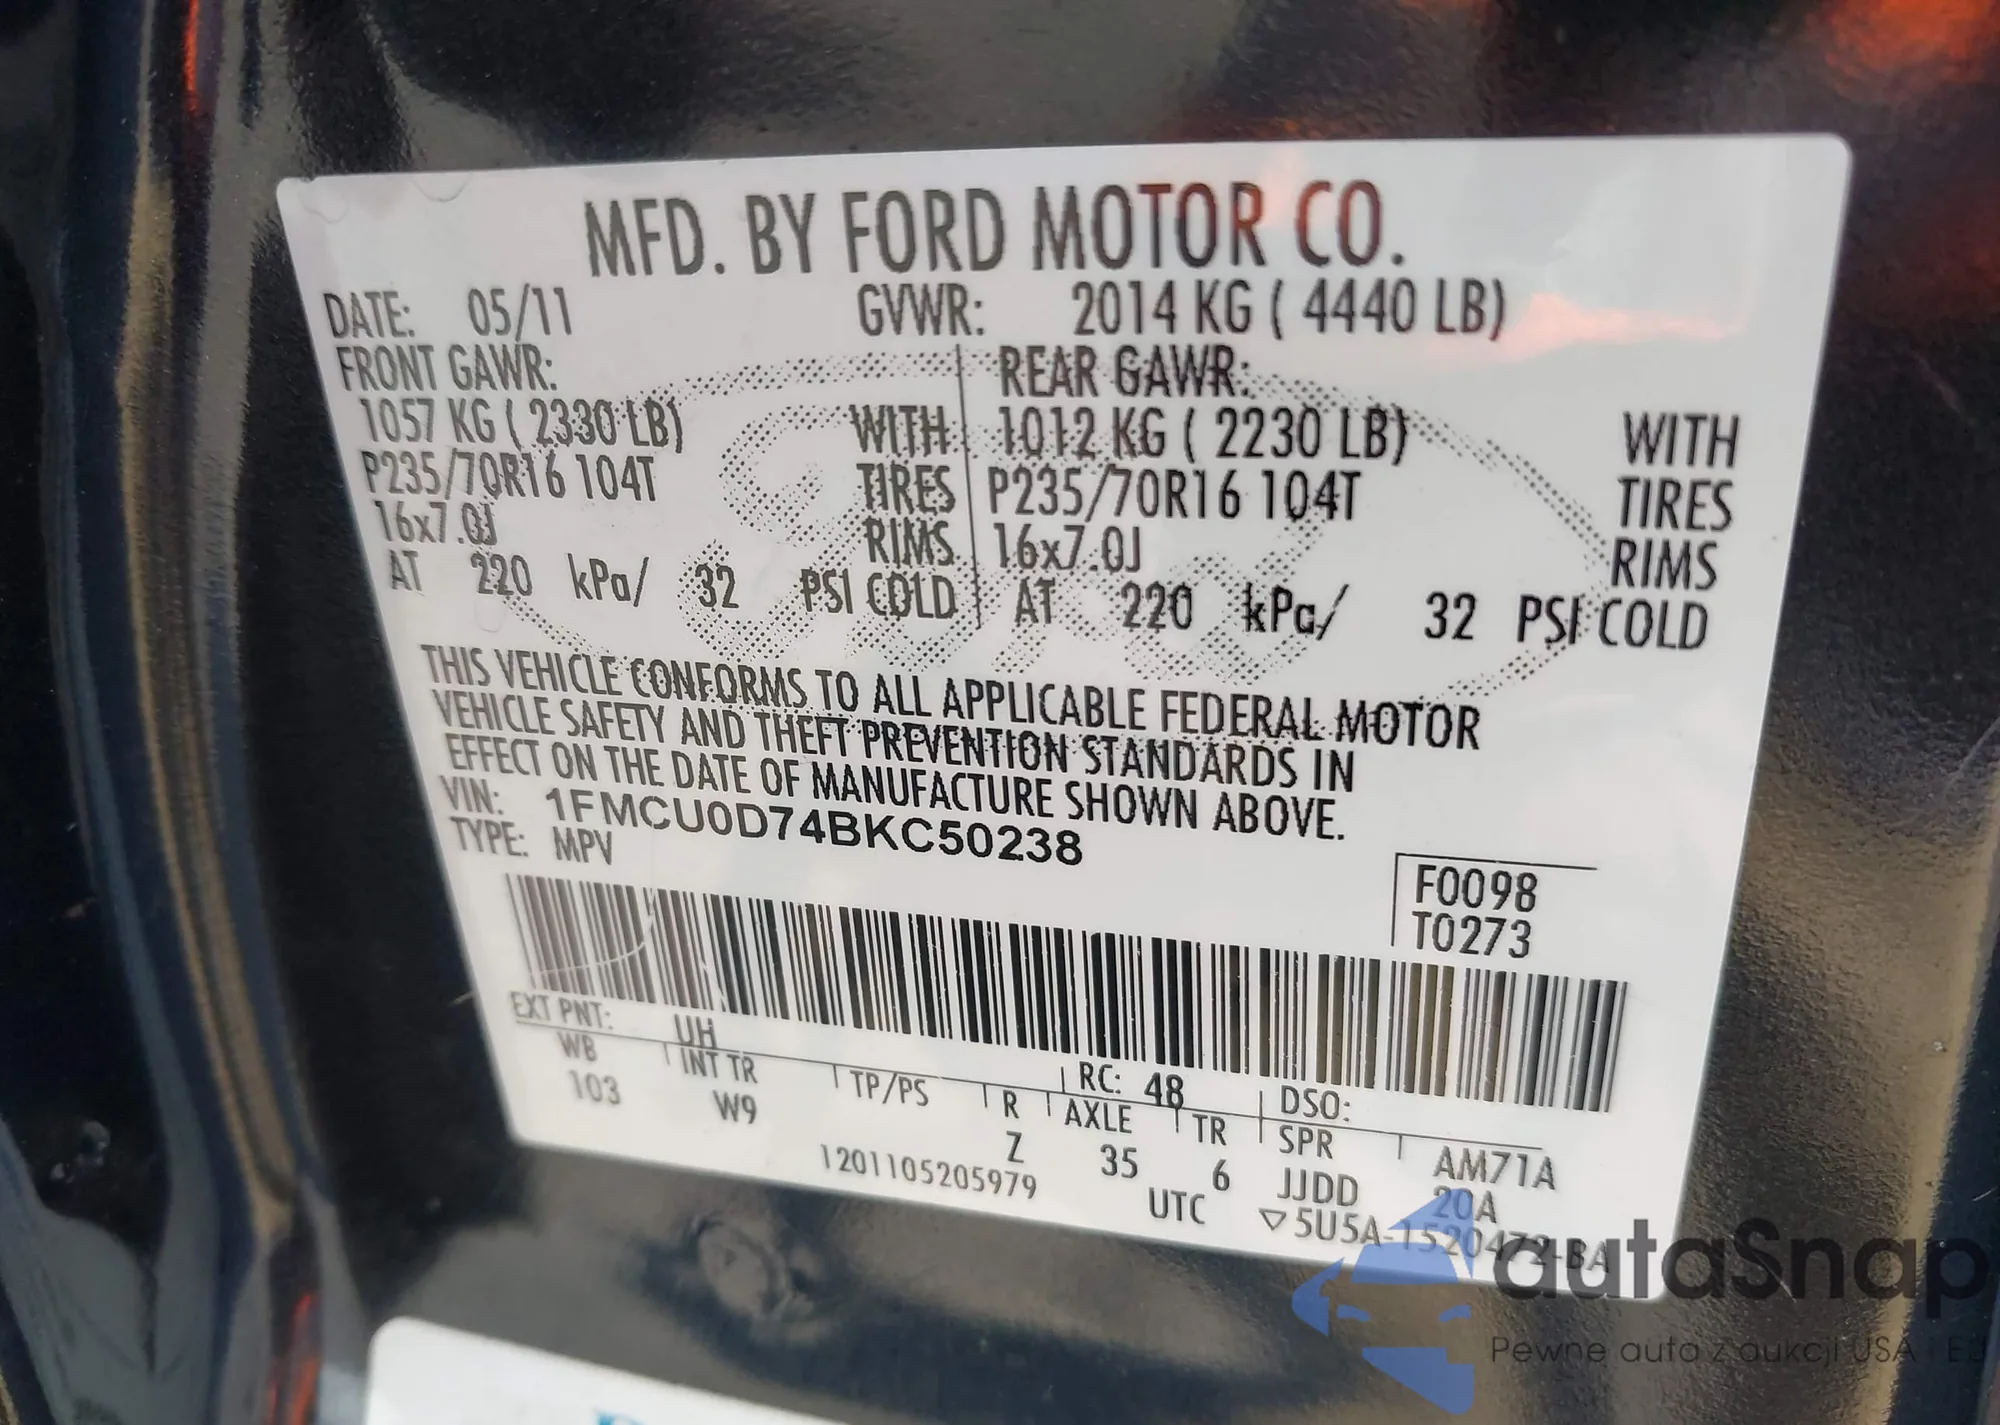 MFD. BY FORD MOTOR CO.
DATE: 05/11 GVWR: 2014 KG ( 4440 LB)
FRONT GAWR: REAR GAWR:
1057 KG ( 2330 LB) WITH 1012 KG ( 2230 LB) WITH
P235/70R16 104T TIRES P235/70R16 104T TIRES
16x7.0J RIMS 16x7.0J RIMS
AT 220 kPa/ 32 PSI COLD AT 220 kPa/ 32 PSI COLD
THIS VEHICLE CONFORMS TO ALL APPLICABLE FEDERAL MOTOR
VEHICLE SAFETY AND THEFT PREVENTION STANDARDS IN
EFFECT ON THE DATE OF MANUFACTURE SHOWN ABOVE.
VIN: 1FMCU0D74BKC50238
TYPE: MPV
F0098
T0273
EXT PNT: UH RC: 48 DSO:
WB INT TR TP/PS R AXLE TR SPR AM71A
103 W9 Z 35 6 JJDD 20A
1201105205979 UTC ▽5U5A-1520472-BA
autaSnap
Pewne auta z aukcji USA i EU